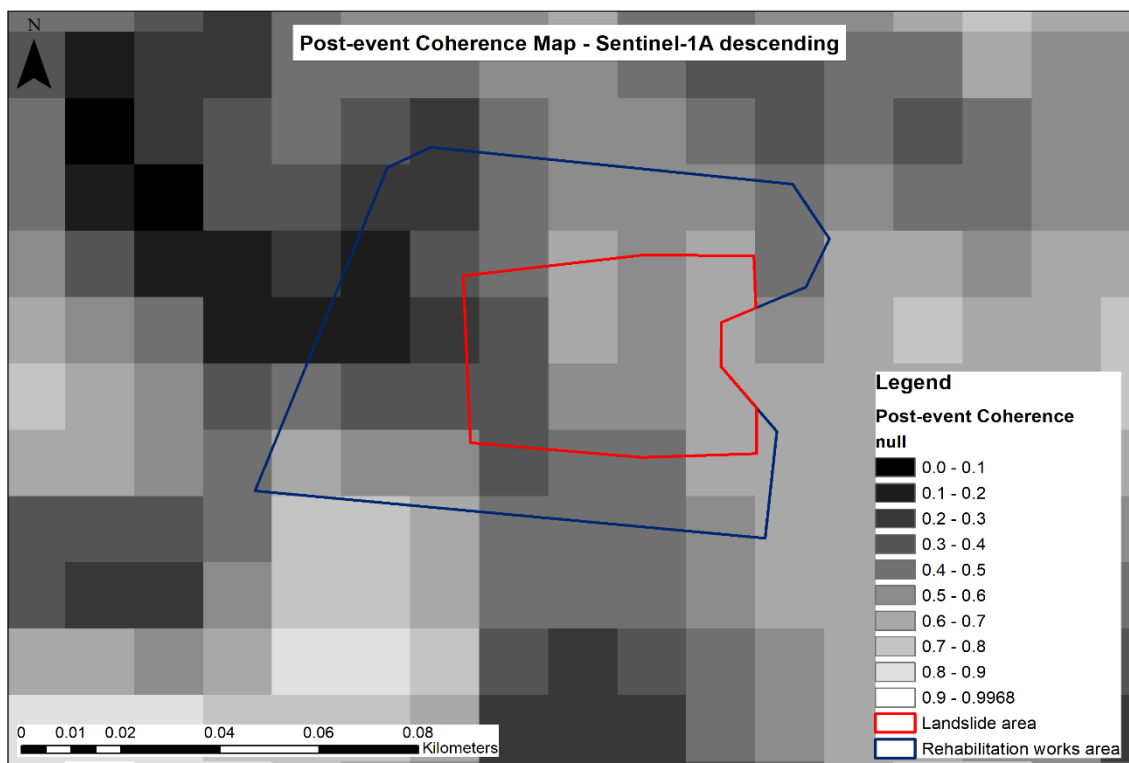 N
Post-event Coherence Map - Sentinel-1A descending
Legend
Post-event Coherence
null
0.0 - 0.1
0.1 - 0.2
0.2 - 0.3
0.3 - 0.4
0.4 - 0.5
0.5 - 0.6
0.6 - 0.7
0.7 - 0.8
0.8 - 0.9
0.9 - 0.9968
Landslide area
Rehabilitation works area
0 0.01 0.02 0.04 0.06 0.08
Kilometers